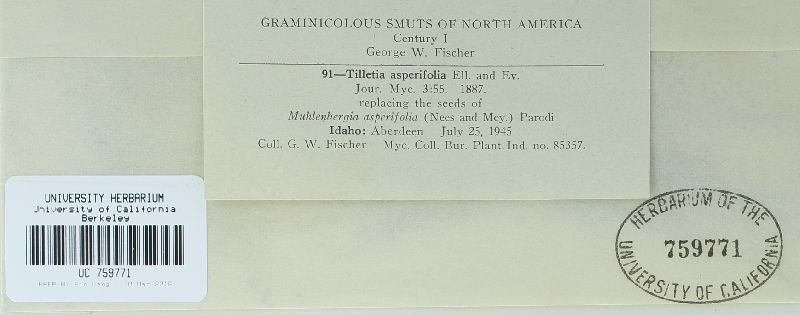 GRAMINICOLOUS SMUTS OF NORTH AMERICA
Century I
George W. Fischer
91—Tilletia asperifolia Ell. and Ev.
Jour. Myc. 3:55. 1887.
replacing the seeds of
Muhlenbergia asperifolia (Nees and Mey.) Parodi
Idaho: Aberdeen July 25, 1945
Coll. G. W. Fischer Myc. Coll. Bur. Plant Ind. no. 85357.
UNIVERSITY HERBARIUM
University of California
Berkeley
UC 759771
HERBARIUM OF THE
759771
UNIVERSITY OF CALIFORNIA